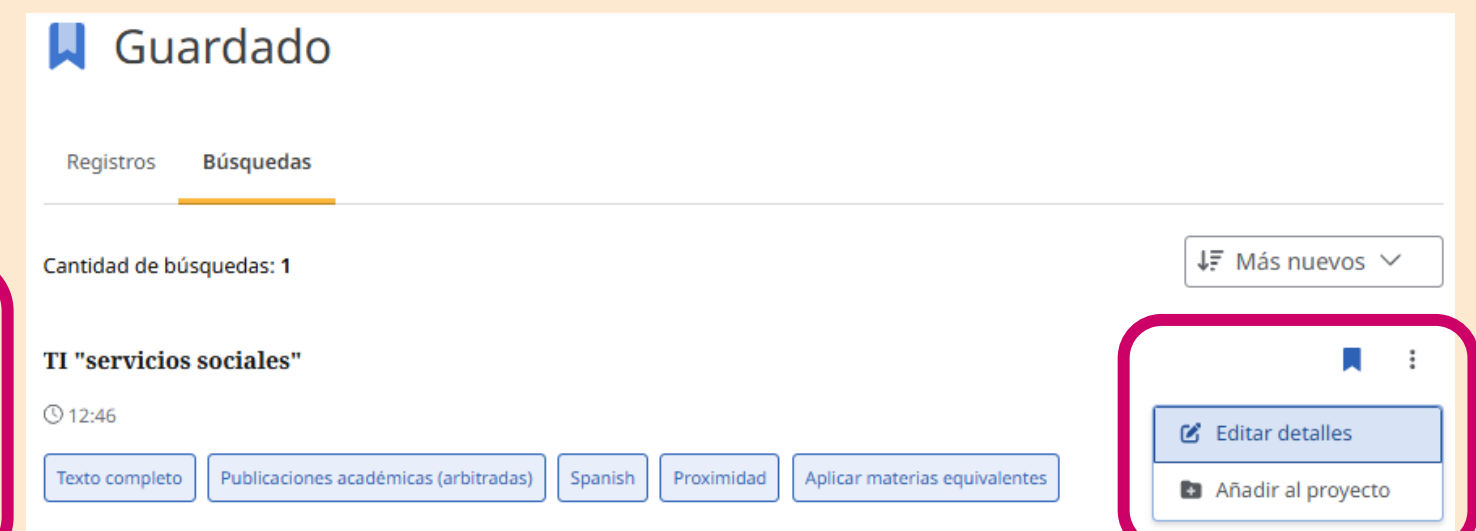 Guardado
Registros Búsquedas
Cantidad de búsquedas: 1
Más nuevos
TI "servicios sociales"
12:46
Editar detalles
Texto completo Publicaciones académicas (arbitradas) Spanish Proximidad Aplicar materias equivalentes
Añadir al proyecto